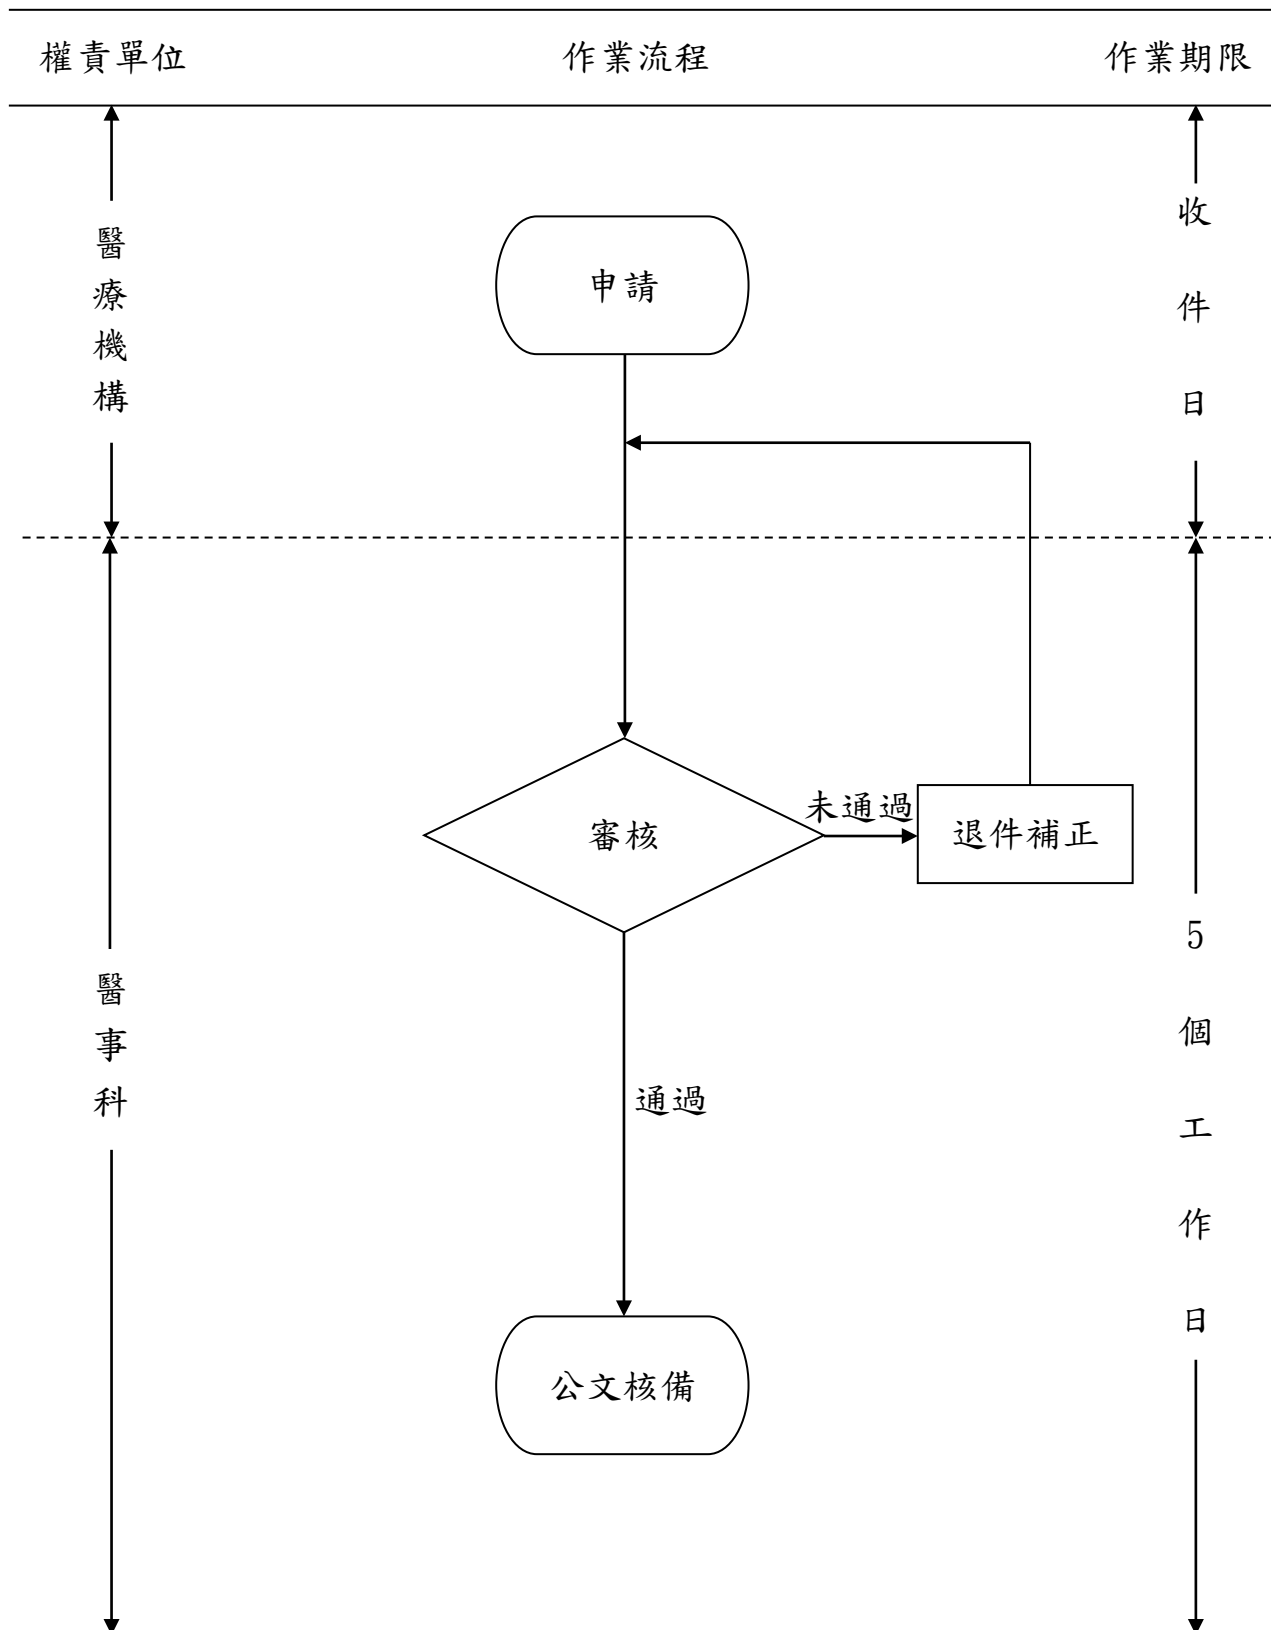 權責單位 作業流程 作業期限
醫療機構
申請
收件日
審核
未通過
退件補正
醫事科
通過
5個工作日
公文核備